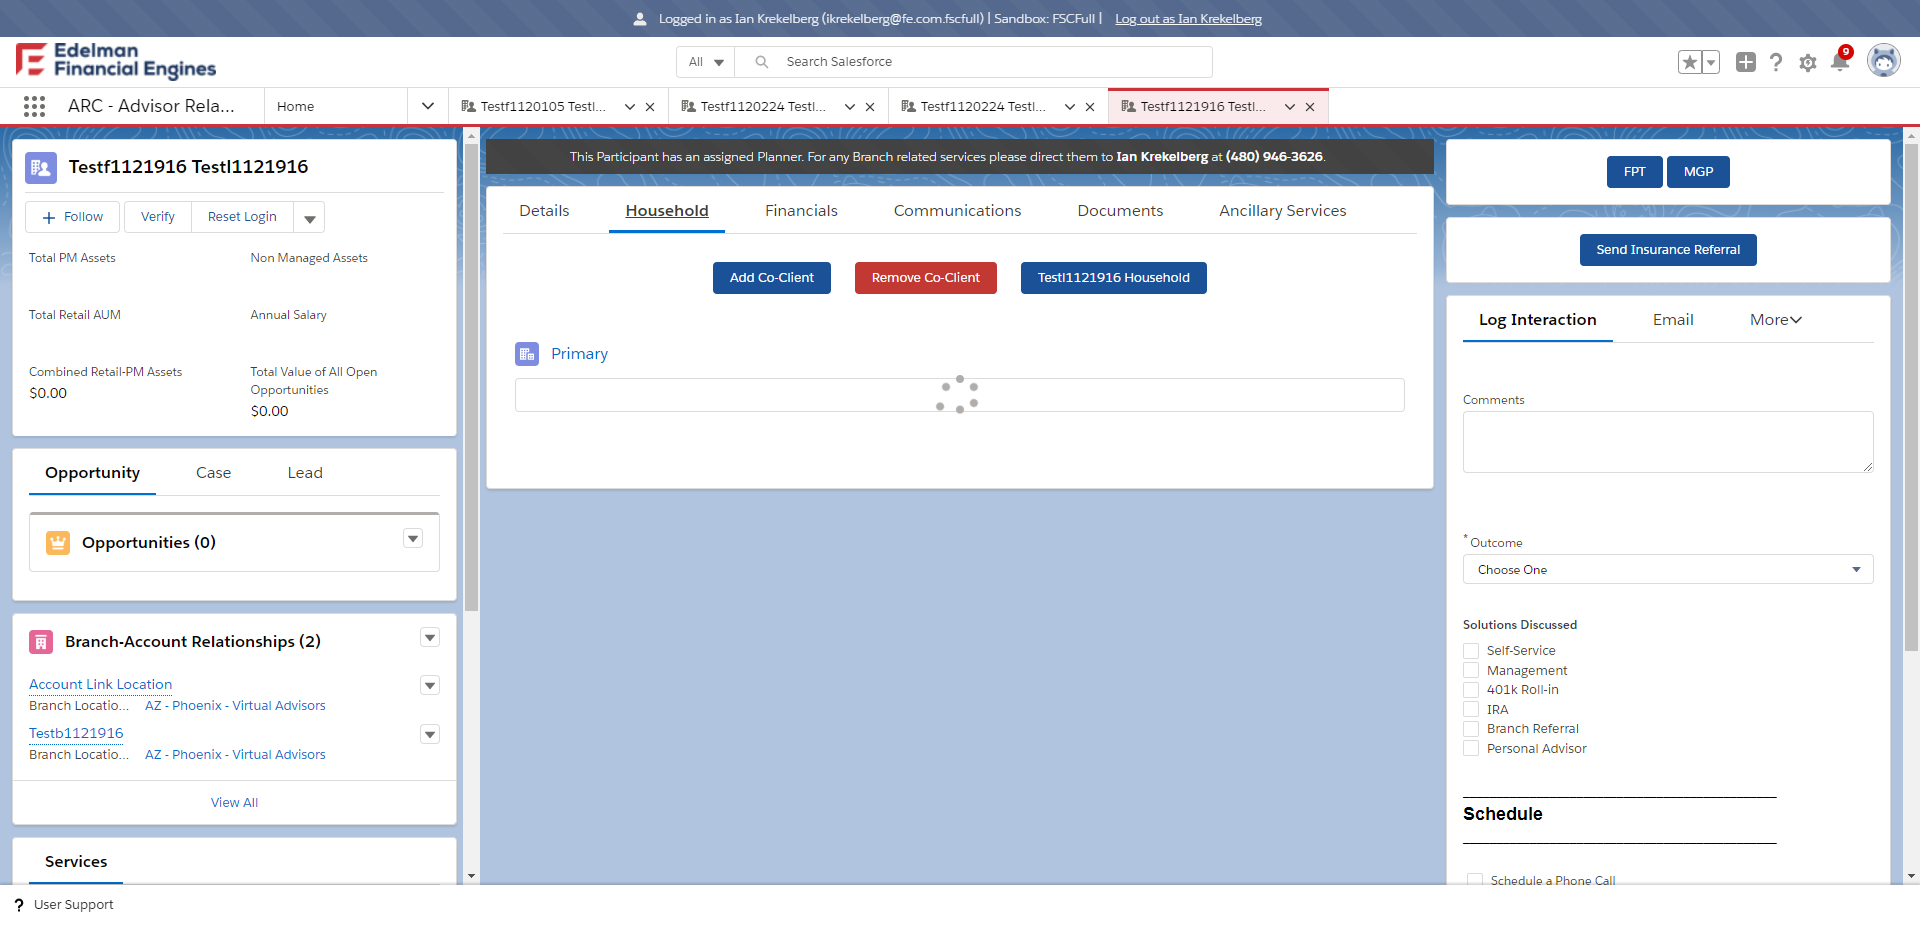 Logged in as Ian Krekelberg (ikrekelberg@fe.com.fscfull) | Sandbox: FSCFull | Log out as Ian Krekelberg
Edelman
Financial Engines
All
Search Salesforce
9
ARC - Advisor Rela...
Home
Testf1120105 Testl...
Testf1120224 Testl...
Testf1120224 Testl...
Testf1121916 Testl...
Testf1121916 Testl1121916
Follow
Verify
Reset Login
Total PM Assets
Non Managed Assets
Total Retail AUM
Annual Salary
Combined Retail-PM Assets
$0.00
Total Value of All Open
Opportunities
$0.00
Opportunity
Case
Lead
Opportunities (0)
Branch-Account Relationships (2)
Account Link Location
Branch Locatio... AZ - Phoenix - Virtual Advisors
Testb1121916
Branch Locatio... AZ - Phoenix - Virtual Advisors
View All
Services
This Participant has an assigned Planner. For any Branch related services please direct them to Ian Krekelberg at (480) 946-3626.
Details
Household
Financials
Communications
Documents
Ancillary Services
Add Co-Client
Remove Co-Client
Testl1121916 Household
Primary
FPT
MGP
Send Insurance Referral
Log Interaction
Email
More
Comments
* Outcome
Choose One
Solutions Discussed
Self-Service
Management
401k Roll-in
IRA
Branch Referral
Personal Advisor
Schedule
Schedule a Phone Call
? User Support